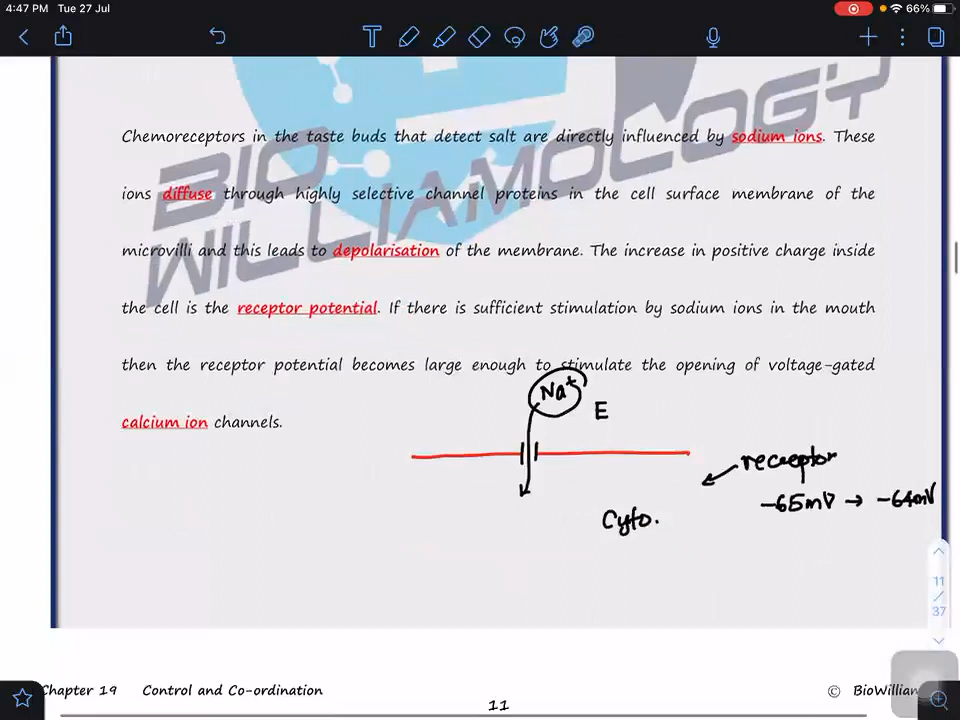 4:47 PM Tue 27 Jul
66%
BIO
WILLIAMOLOGY
Chemoreceptors in the taste buds that detect salt are directly influenced by sodium ions. These
ions diffuse through highly selective channel proteins in the cell surface membrane of the
microvilli and this leads to depolarisation of the membrane. The increase in positive charge inside
the cell is the receptor potential. If there is sufficient stimulation by sodium ions in the mouth
then the receptor potential becomes large enough to stimulate the opening of voltage-gated
calcium ion channels.
Na+
E
receptor
-65mV → -64mV
Cyto.
11
/
37
Chapter 19 Control and Co-ordination
© BioWillia
11